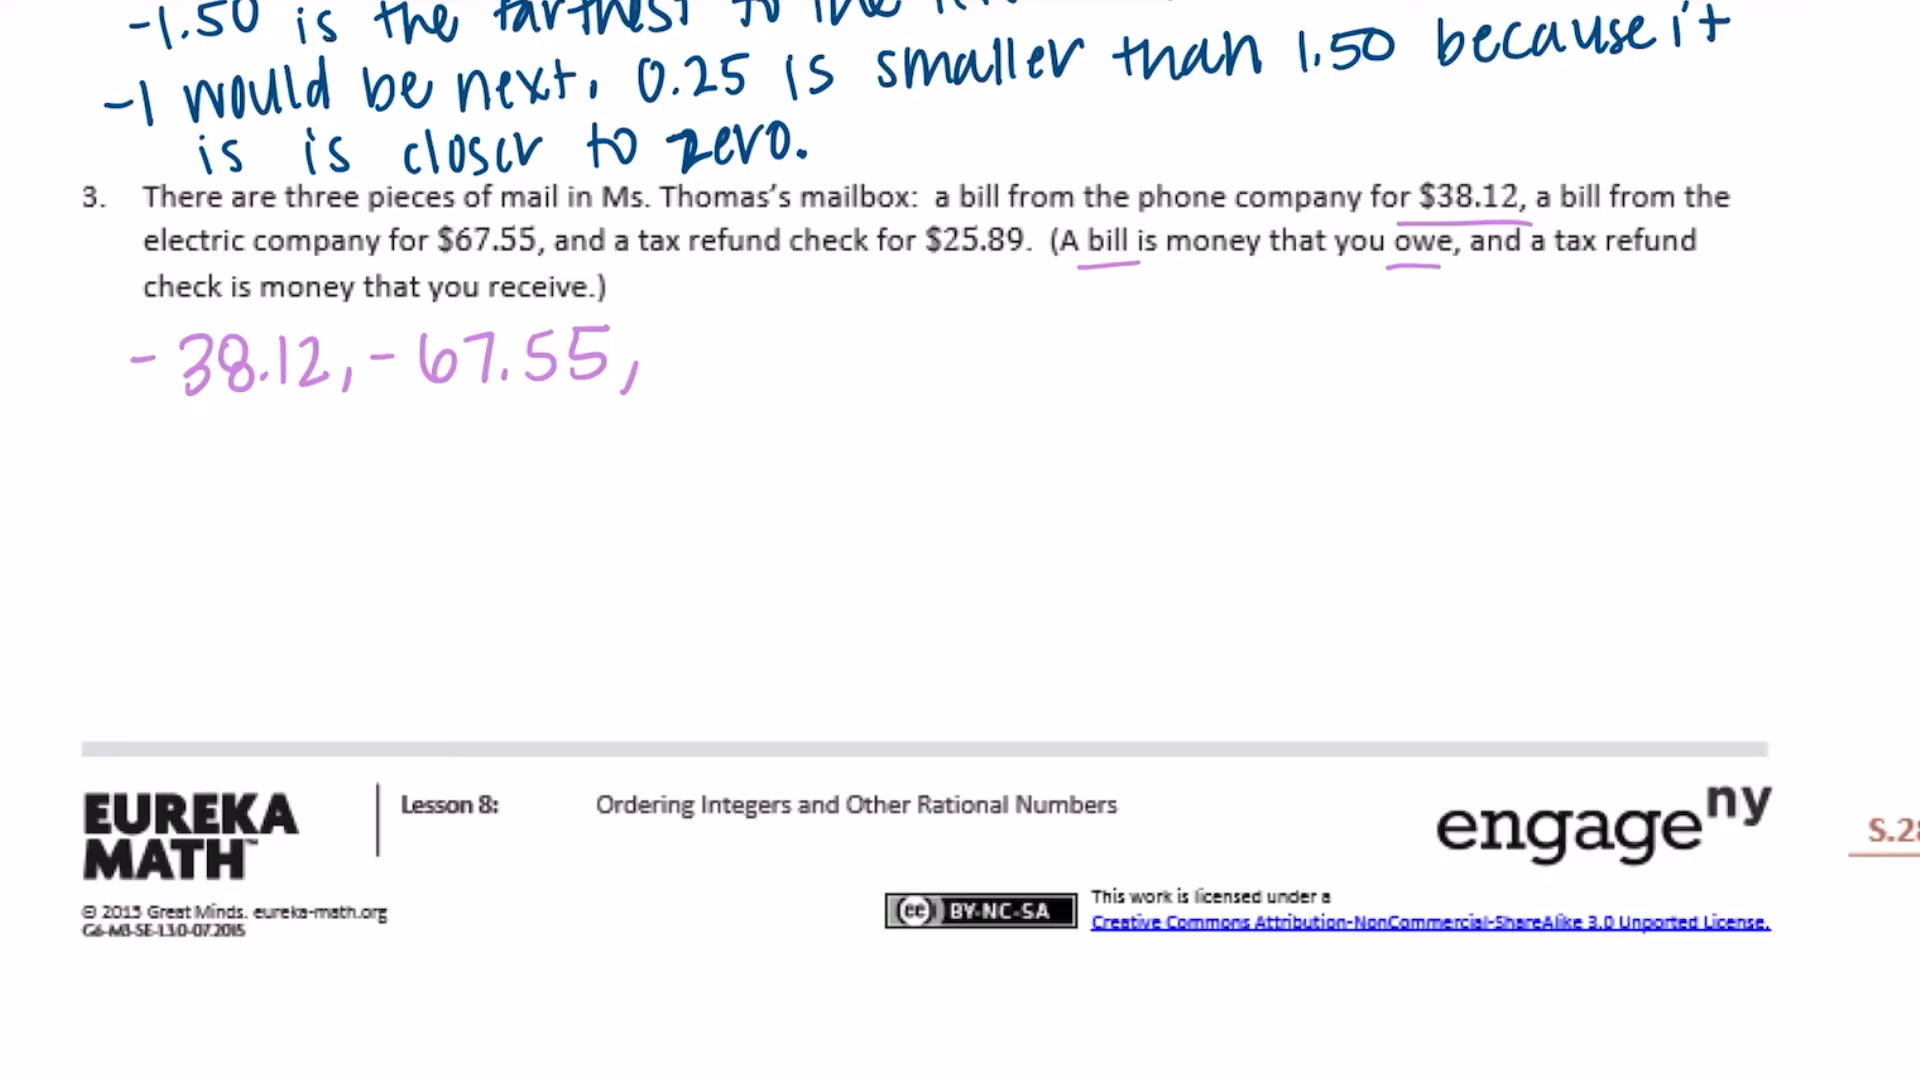 -1.50 is the farthest to the
-1 would be next. 0.25 is smaller than 1.50 because it
is is closer to zero.
3. There are three pieces of mail in Ms. Thomas’s mailbox: a bill from the phone company for $38.12, a bill from the
electric company for $67.55, and a tax refund check for $25.89. (A bill is money that you owe, and a tax refund
check is money that you receive.)
- 38.12, - 67.55,
EUREKA
MATH™
Lesson 8: Ordering Integers and Other Rational Numbers
engage ny
S.2
© 2015 Great Minds. eureka-math.org
G6-M3-SE-1.3.0-07.2015
cc BY-NC-SA
This work is licensed under a
Creative Commons Attribution-NonCommercial-ShareAlike 3.0 Unported License.